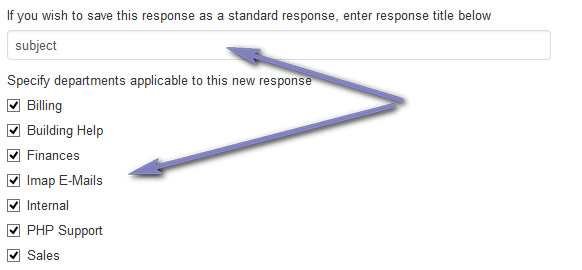 If you wish to save this response as a standard response, enter response title below
subject
Specify departments applicable to this new response
Billing
Building Help
Finances
Imap E-Mails
Internal
PHP Support
Sales